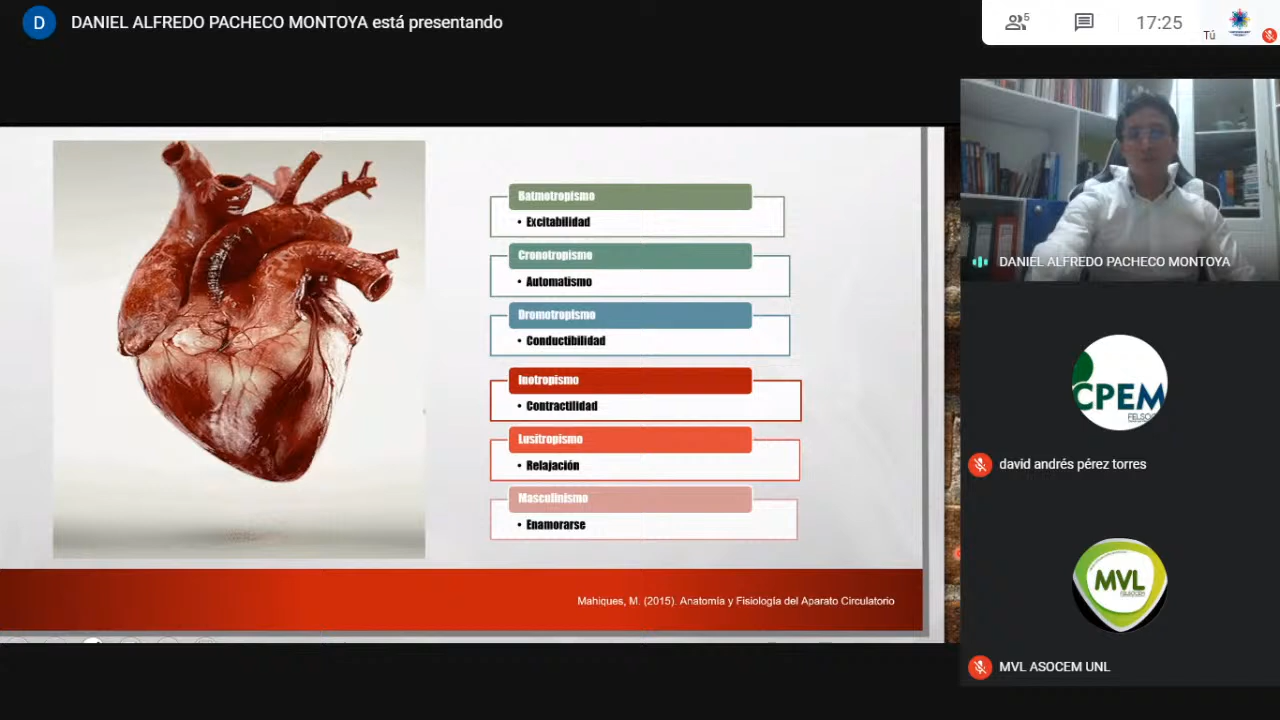 D DANIEL ALFREDO PACHECO MONTOYA está presentando
5
17:25
Tú
Batmotropismo
• Excitabilidad
Cronotropismo
• Automatismo
Dromotropismo
• Conductibilidad
Inotropismo
• Contractilidad
Lusitropismo
• Relajación
Masculinismo
• Enamorarse
Mahiques, M. (2015). Anatomía y Fisiología del Aparato Circulatorio
DANIEL ALFREDO PACHECO MONTOYA
CPEM
david andrés pérez torres
MVL
MVL ASOCEM UNL